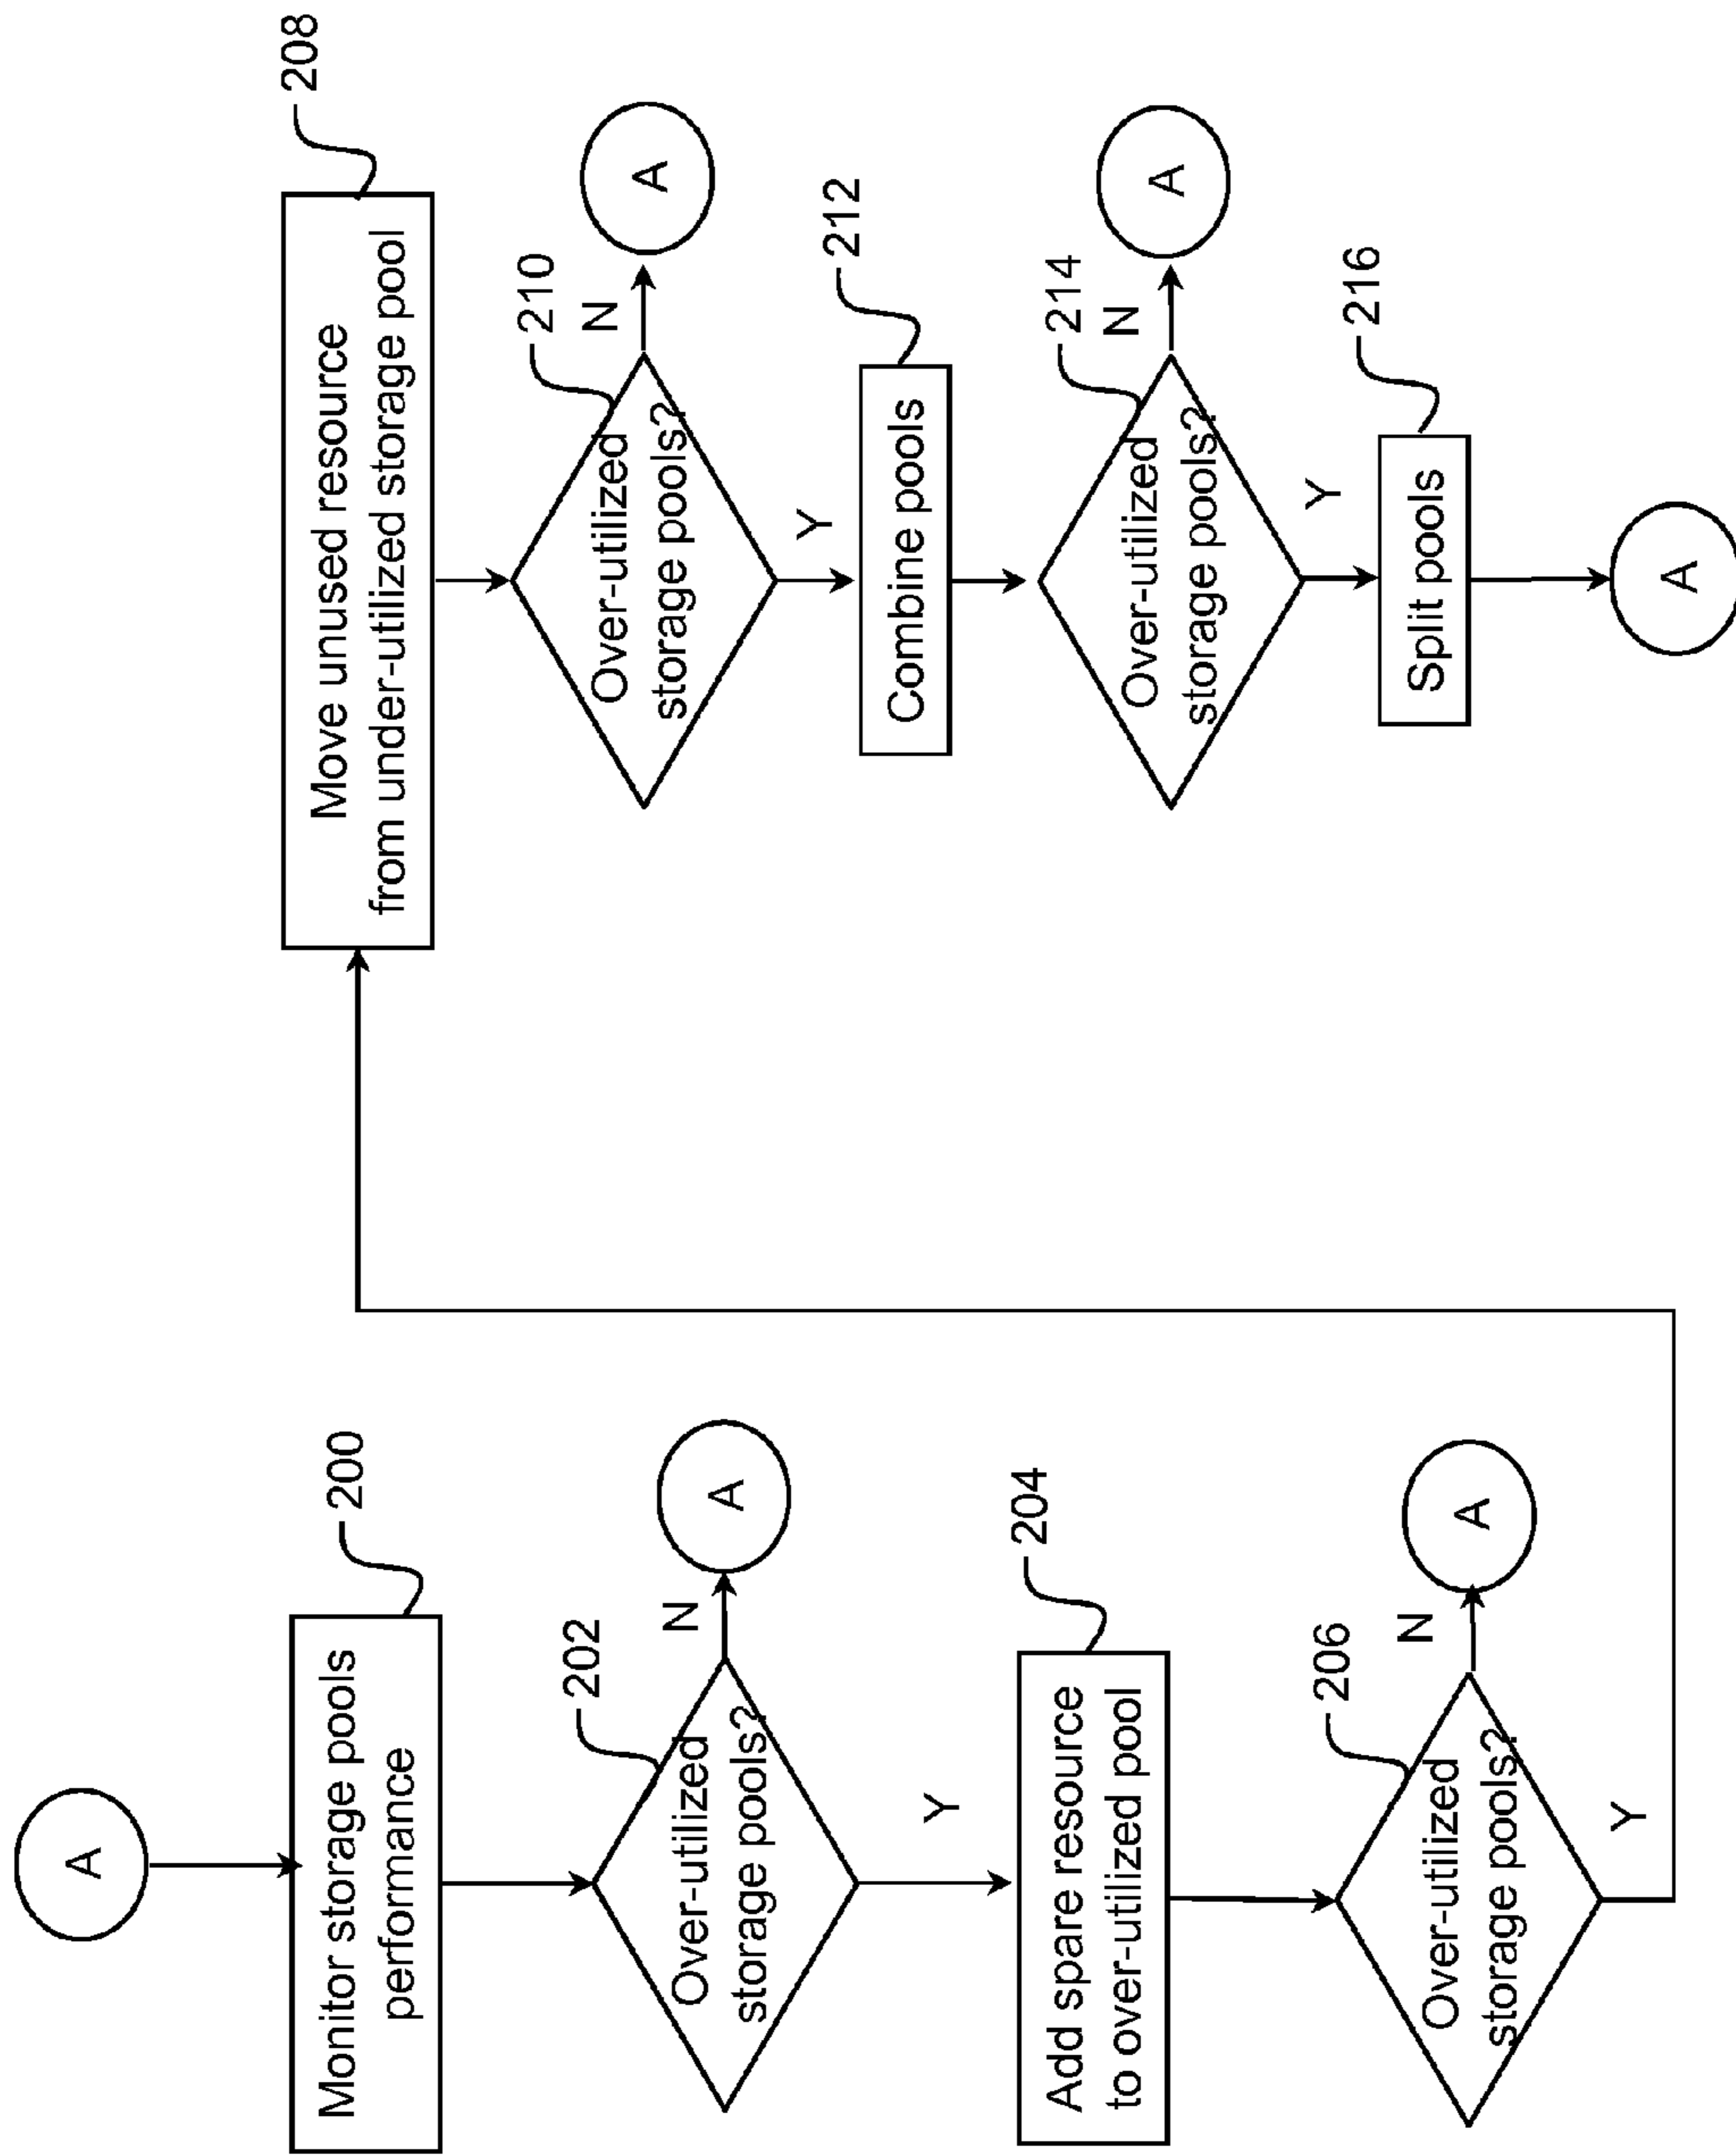 A
Monitor storage pools
performance
200
Over-utilized
storage pools?
202
N
A
Y
Add spare resource
to over-utilized pool
204
Over-utilized
storage pools?
206
N
A
Y
Move unused resource
from under-utilized storage pool
208
Over-utilized
storage pools?
210
N
A
Y
Combine pools
212
Over-utilized
storage pools?
214
N
A
Y
Split pools
216
A